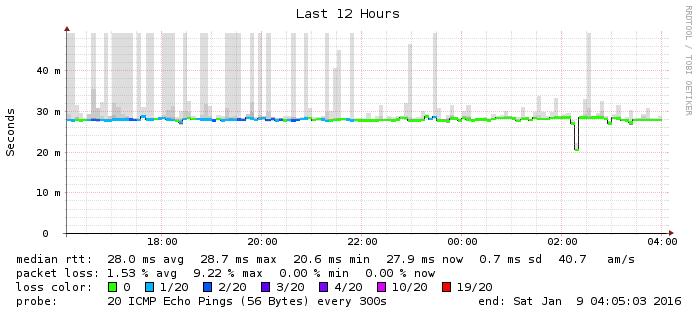 Last 12 Hours
RRDTOOL / TOBI OETIKER
Seconds
40 m
30 m
20 m
10 m
0
18:00 20:00 22:00 00:00 02:00 04:00
median rtt: 28.0 ms avg 28.7 ms max 20.6 ms min 27.9 ms now 0.7 ms sd 40.7 am/s
packet loss: 1.53 % avg 9.22 % max 0.00 % min 0.00 % now
loss color: 0 1/20 2/20 3/20 4/20 10/20 19/20
probe: 20 ICMP Echo Pings (56 Bytes) every 300s end: Sat Jan 9 04:05:03 2016